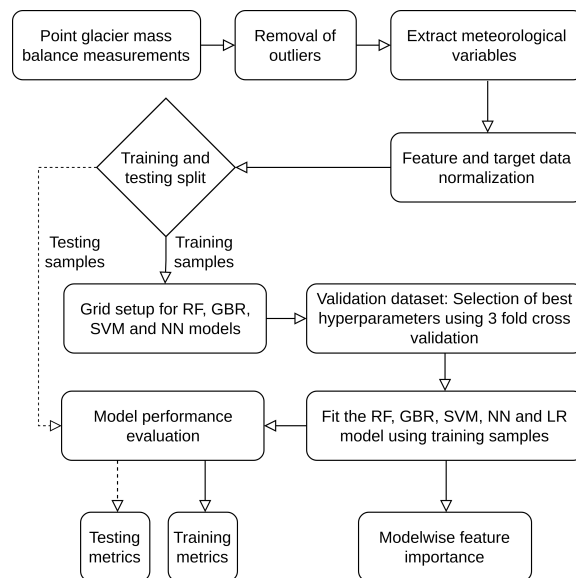 Point glacier mass
balance measurements
Removal of
outliers
Extract meteorological
variables
Feature and target data
normalization
Training and
testing split
Testing
samples
Training
samples
Grid setup for RF, GBR,
SVM and NN models
Validation dataset: Selection of best
hyperparameters using 3 fold cross
validation
Fit the RF, GBR, SVM, NN and LR
model using training samples
Model performance
evaluation
Testing
metrics
Training
metrics
Modelwise feature
importance